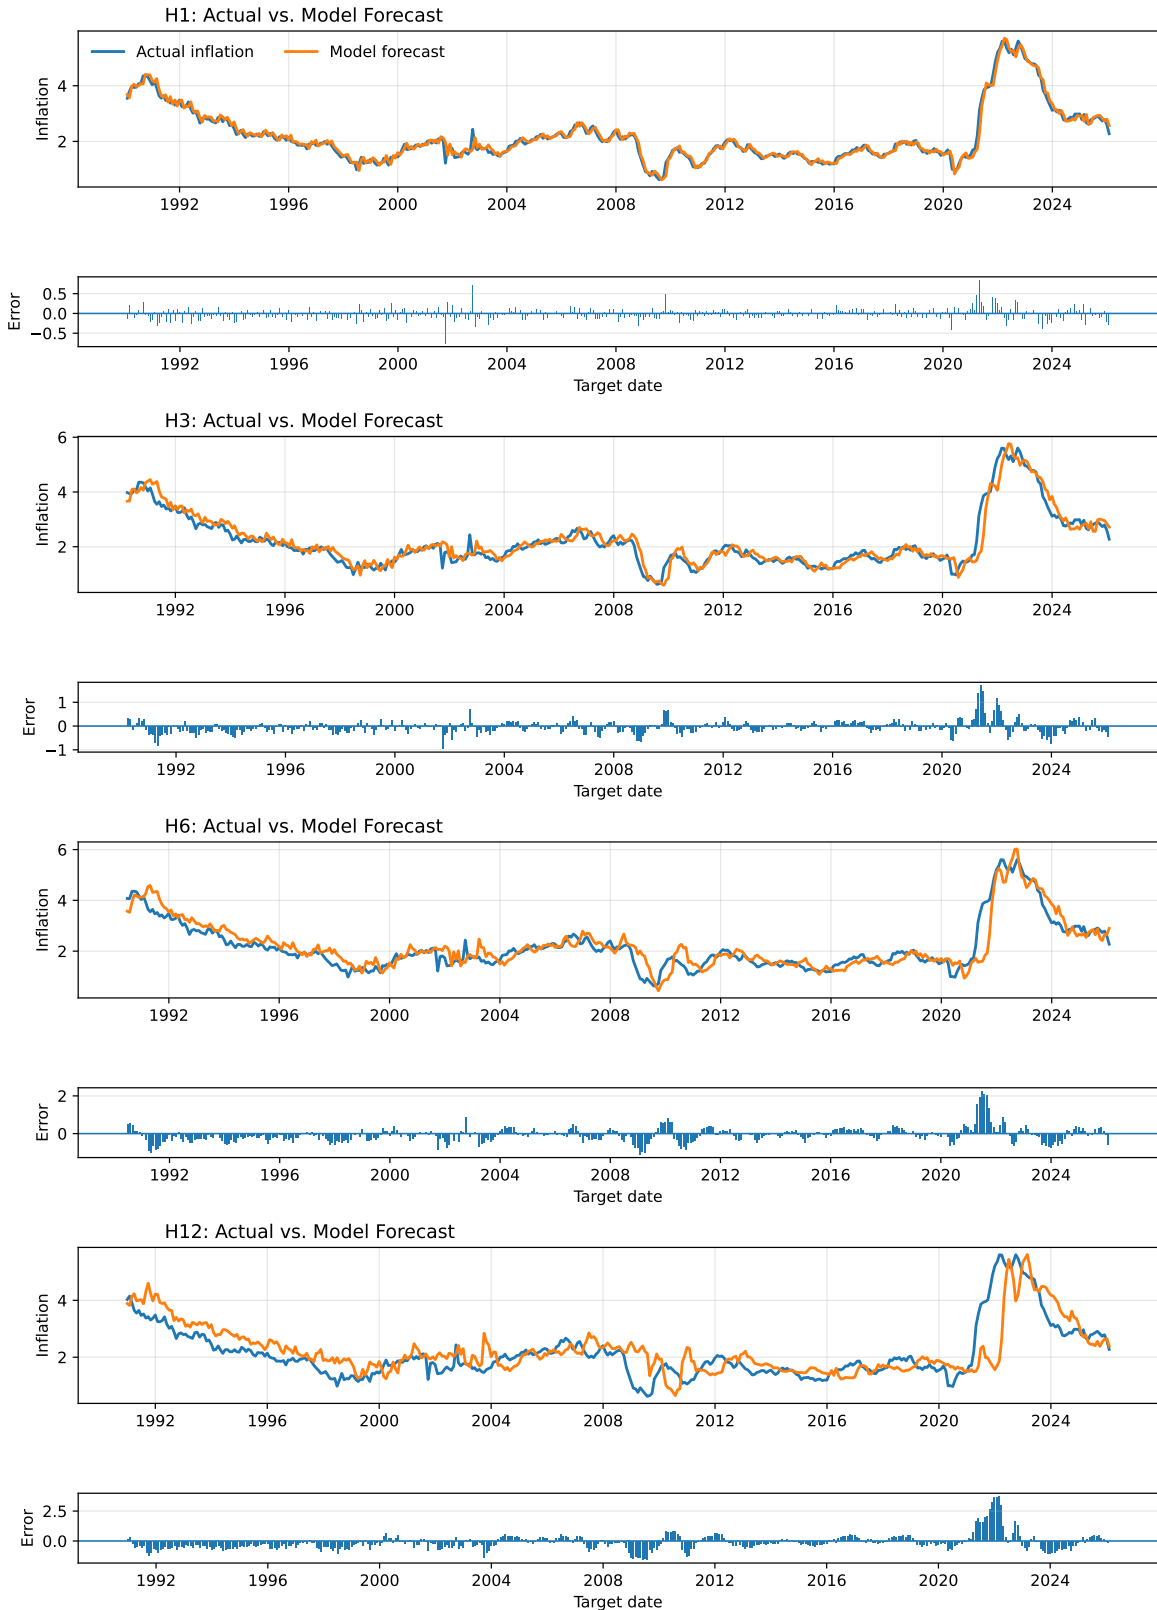 H1: Actual vs. Model Forecast
Actual inflation Model forecast
4
2
Inflation
1992 1996 2000 2004 2008 2012 2016 2020 2024
0.5
0.0
−0.5
Error
1992 1996 2000 2004 2008 2012 2016 2020 2024
Target date
H3: Actual vs. Model Forecast
6
4
2
Inflation
1992 1996 2000 2004 2008 2012 2016 2020 2024
1
0
−1
Error
1992 1996 2000 2004 2008 2012 2016 2020 2024
Target date
H6: Actual vs. Model Forecast
6
4
2
Inflation
1992 1996 2000 2004 2008 2012 2016 2020 2024
2
0
Error
1992 1996 2000 2004 2008 2012 2016 2020 2024
Target date
H12: Actual vs. Model Forecast
4
2
Inflation
1992 1996 2000 2004 2008 2012 2016 2020 2024
2.5
0.0
Error
1992 1996 2000 2004 2008 2012 2016 2020 2024
Target date